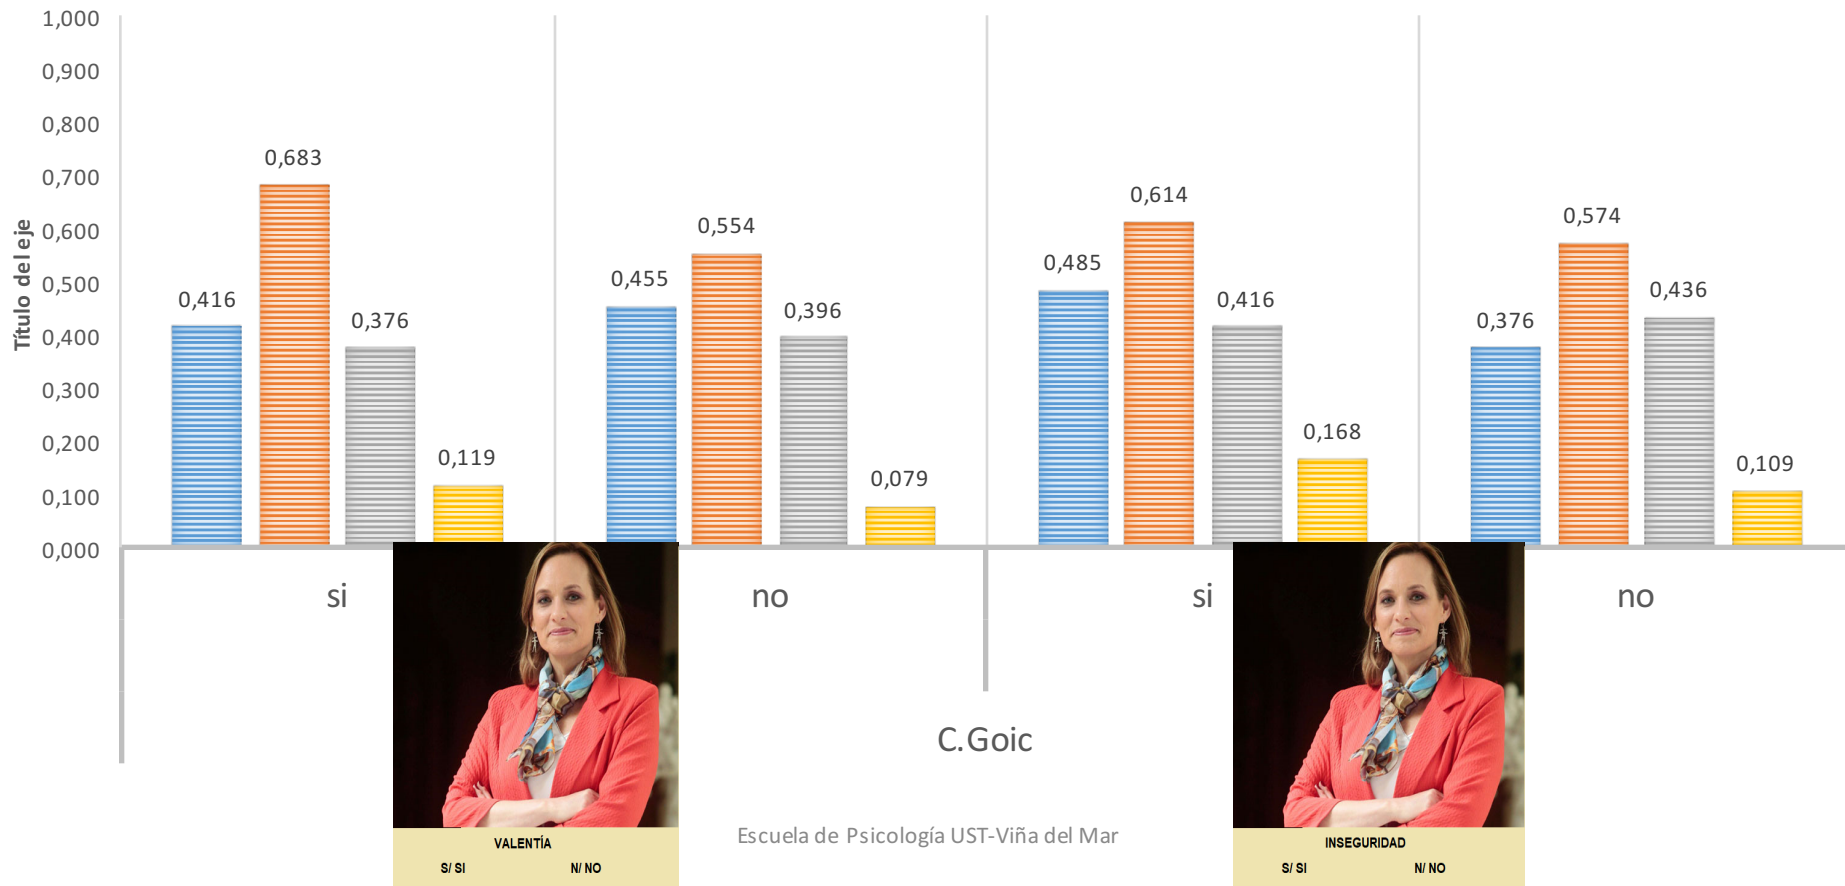 1,000
0,900
0,800
0,700
0,600
0,500
0,400
0,300
0,200
0,100
0,000
Título del eje
0,416
0,683
0,376
0,119
0,455
0,554
0,396
0,079
0,485
0,614
0,416
0,168
0,376
0,574
0,436
0,109
si
no
si
no
C.Goic
VALENTÍA
S/ SI N/ NO
Escuela de Psicología UST-Viña del Mar
INSEGURIDAD
S/ SI N/ NO